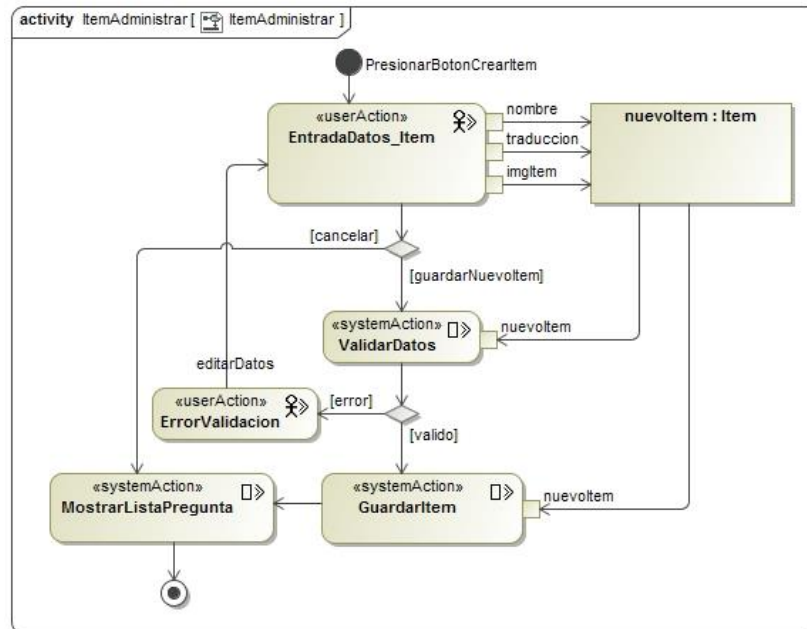 activity ItemAdministrar [ ItemAdministrar ]
PresionarBotonCrearItem
«userAction»
EntradaDatos_Item
nombre
traduccion
imgItem
nuevoItem : Item
[cancelar]
[guardarNuevoItem]
«systemAction»
ValidarDatos
nuevoItem
editarDatos
«userAction»
ErrorValidacion
[error]
[valido]
«systemAction»
MostrarListaPregunta
«systemAction»
GuardarItem
nuevoItem